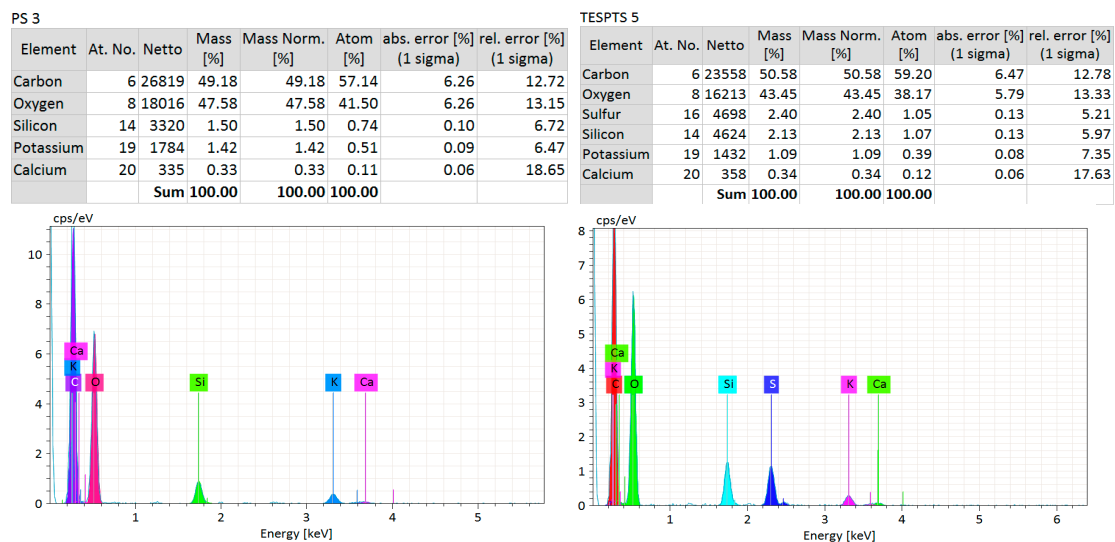 PS 3
Element At. No. Netto Mass [%] Mass Norm. [%] Atom [%] abs. error [%] (1 sigma) rel. error [%] (1 sigma)
Carbon 6 26819 49.18 49.18 57.14 6.26 12.72
Oxygen 8 18016 47.58 47.58 41.50 6.26 13.15
Silicon 14 3320 1.50 1.50 0.74 0.10 6.72
Potassium 19 1784 1.42 1.42 0.51 0.09 6.47
Calcium 20 335 0.33 0.33 0.11 0.06 18.65
Sum 100.00 100.00 100.00
TESPTS 5
Element At. No. Netto Mass [%] Mass Norm. [%] Atom [%] abs. error [%] (1 sigma) rel. error [%] (1 sigma)
Carbon 6 23558 50.58 50.58 59.20 6.47 12.78
Oxygen 8 16213 43.45 43.45 38.17 5.79 13.33
Sulfur 16 4698 2.40 2.40 1.05 0.13 5.21
Silicon 14 4624 2.13 2.13 1.07 0.13 5.97
Potassium 19 1432 1.09 1.09 0.39 0.08 7.35
Calcium 20 358 0.34 0.34 0.12 0.06 17.63
Sum 100.00 100.00 100.00
cps/eV
10
8
6
4
2
0
Ca
K
C O Si K Ca
1 2 3 4 5
Energy [keV]
cps/eV
8
7
6
5
4
3
2
1
0
Ca
K
C O Si S K Ca
1 2 3 4 5 6
Energy [keV]